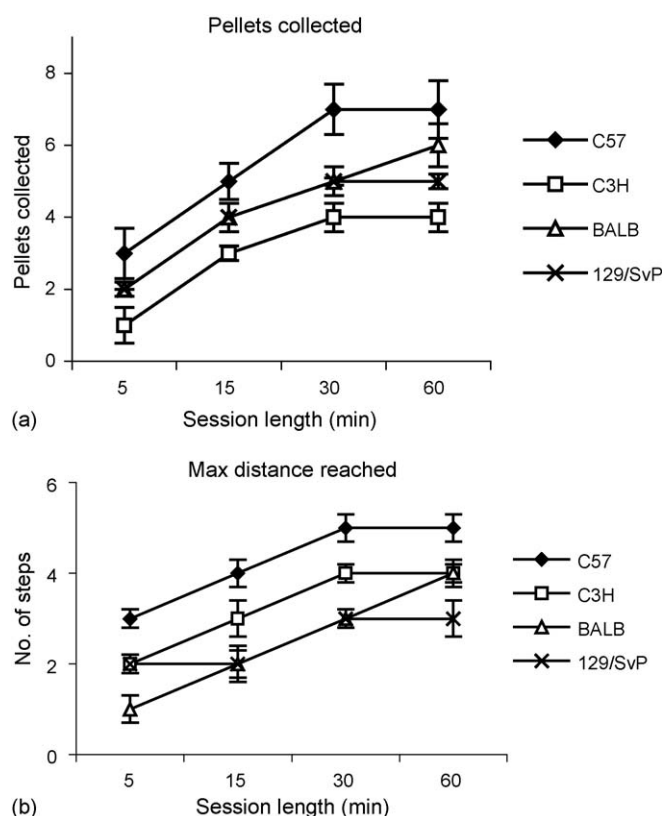 Pellets collected
Pellets collected
8
6
4
2
0
5 15 30 60
Session length (min)
C57
C3H
BALB
129/SvP
(a)
Max distance reached
No. of steps
6
4
2
0
5 15 30 60
Session length (min)
C57
C3H
BALB
129/SvP
(b)